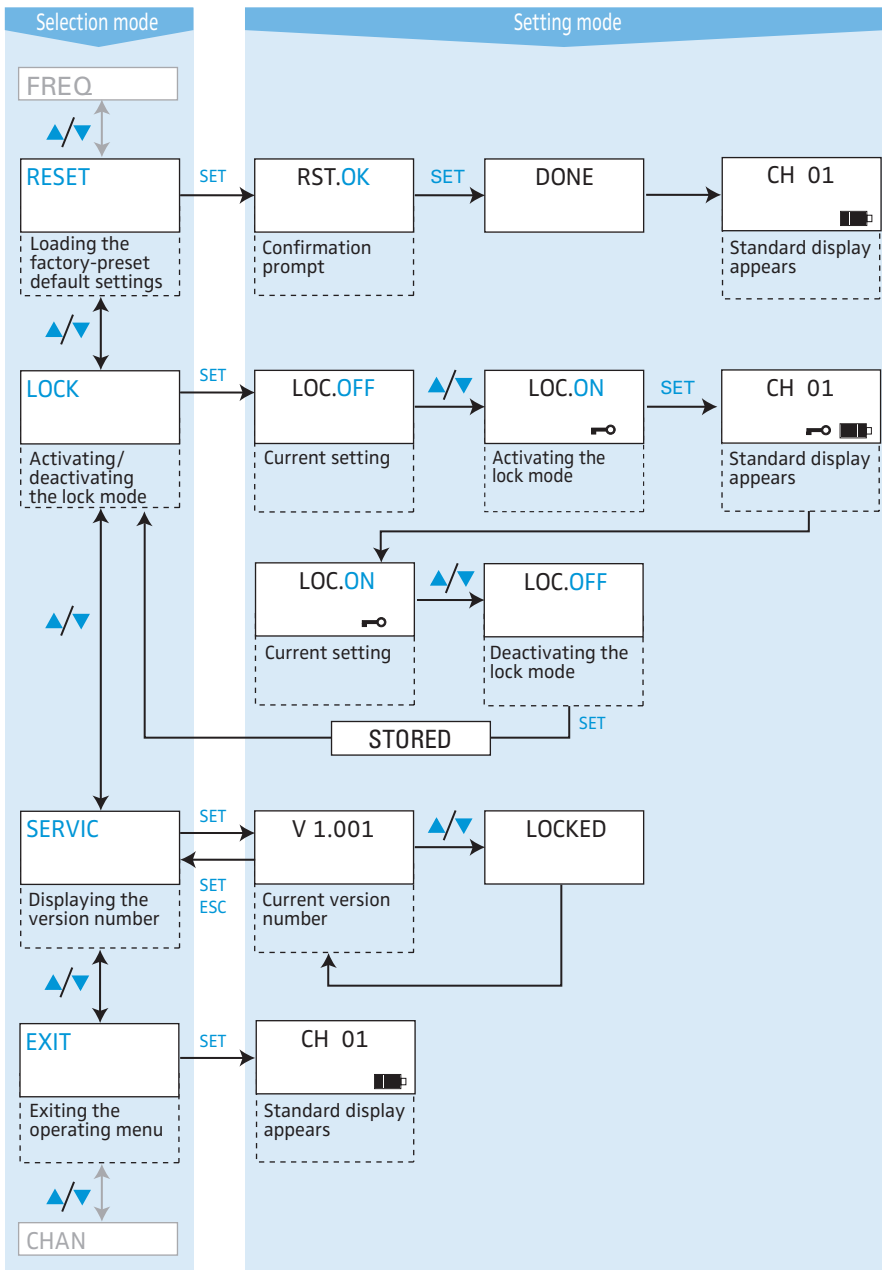 Selection mode
Setting mode
FREQ
▲/▼
RESET
SET
RST.OK
SET
DONE
CH 01
Loading the
factory-preset
default settings
Confirmation
prompt
Standard display
appears
▲/▼
LOCK
SET
LOC.OFF
▲/▼
LOC.ON
SET
CH 01
Activating/
deactivating
the lock mode
Current setting
Activating the
lock mode
Standard display
appears
▲/▼
LOC.ON
▲/▼
LOC.OFF
Current setting
Deactivating the
lock mode
SET
STORED
SERVIC
SET
V 1.001
▲/▼
LOCKED
SET
ESC
Displaying the
version number
Current version
number
▲/▼
EXIT
SET
CH 01
Exiting the
operating menu
Standard display
appears
▲/▼
CHAN